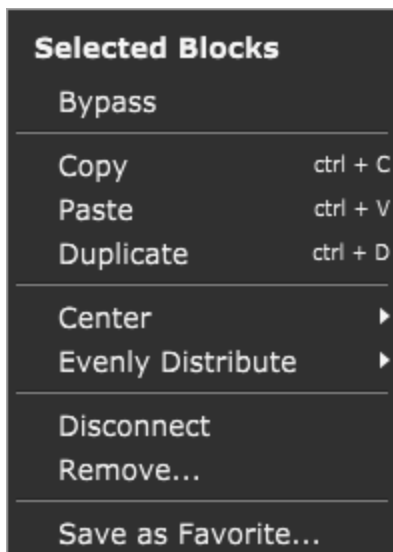 Selected Blocks
Bypass
Copy ctrl + C
Paste ctrl + V
Duplicate ctrl + D
Center
Evenly Distribute
Disconnect
Remove...
Save as Favorite...